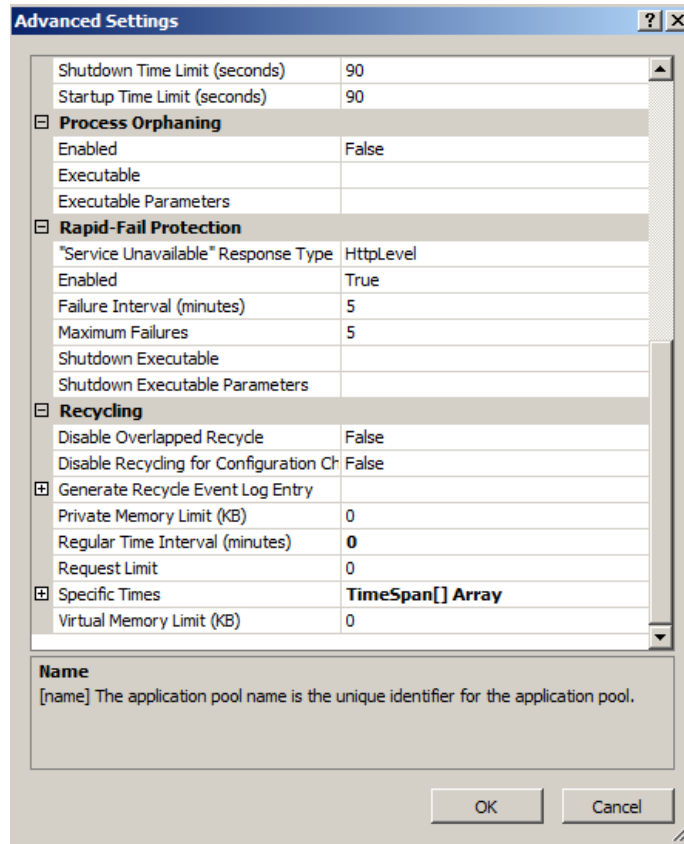 Advanced Settings
Shutdown Time Limit (seconds) 90
Startup Time Limit (seconds) 90
Process Orphaning
Enabled False
Executable
Executable Parameters
Rapid-Fail Protection
"Service Unavailable" Response Type HttpLevel
Enabled True
Failure Interval (minutes) 5
Maximum Failures 5
Shutdown Executable
Shutdown Executable Parameters
Recycling
Disable Overlapped Recycle False
Disable Recycling for Configuration Ch False
Generate Recycle Event Log Entry
Private Memory Limit (KB) 0
Regular Time Interval (minutes) 0
Request Limit 0
Specific Times TimeSpan[] Array
Virtual Memory Limit (KB) 0
Name
[name] The application pool name is the unique identifier for the application pool.
OK Cancel